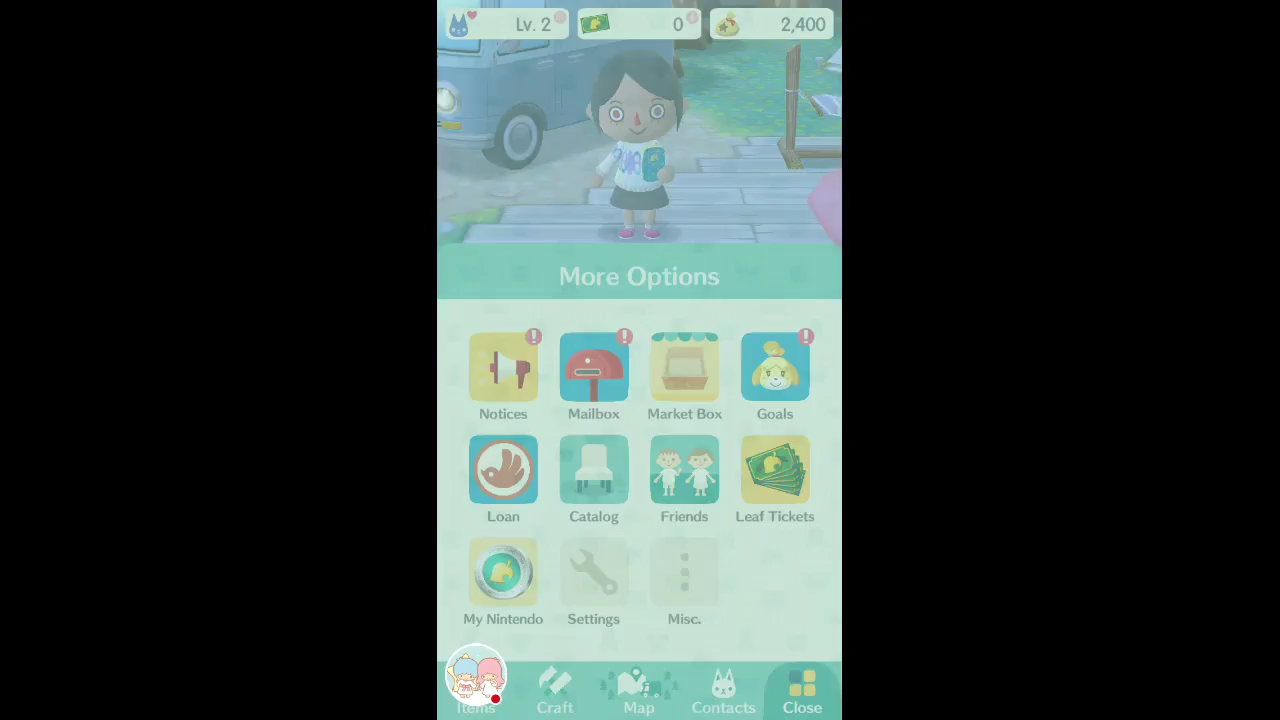 Lv. 2
0
2,400
More Options
Notices
Mailbox
Market Box
Goals
Loan
Catalog
Friends
Leaf Tickets
My Nintendo
Settings
Misc.
Items
Craft
Map
Contacts
Close